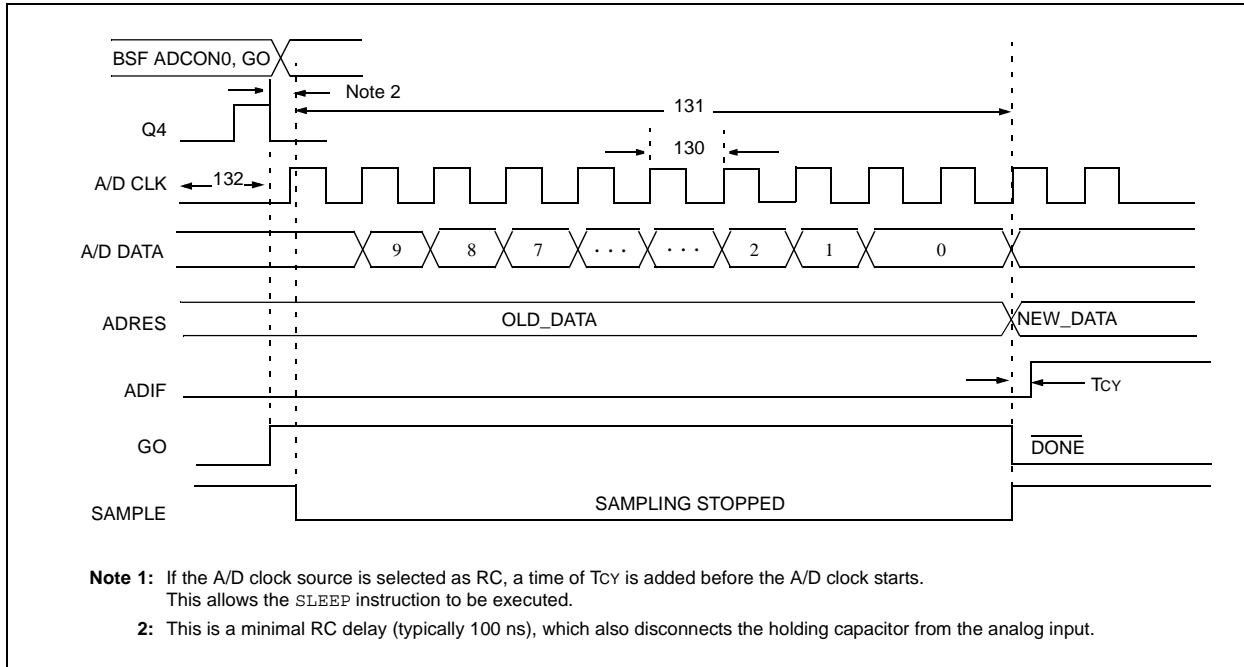 BSF ADCON0, GO
Note 2
131
Q4
130
A/D CLK
132
A/D DATA
9 8 7 · · · · · · 2 1 0
ADRES
OLD_DATA
NEW_DATA
ADIF
TCY
GO
DONE
SAMPLE
SAMPLING STOPPED
Note 1: If the A/D clock source is selected as RC, a time of TCY is added before the A/D clock starts.
This allows the SLEEP instruction to be executed.
2: This is a minimal RC delay (typically 100 ns), which also disconnects the holding capacitor from the analog input.